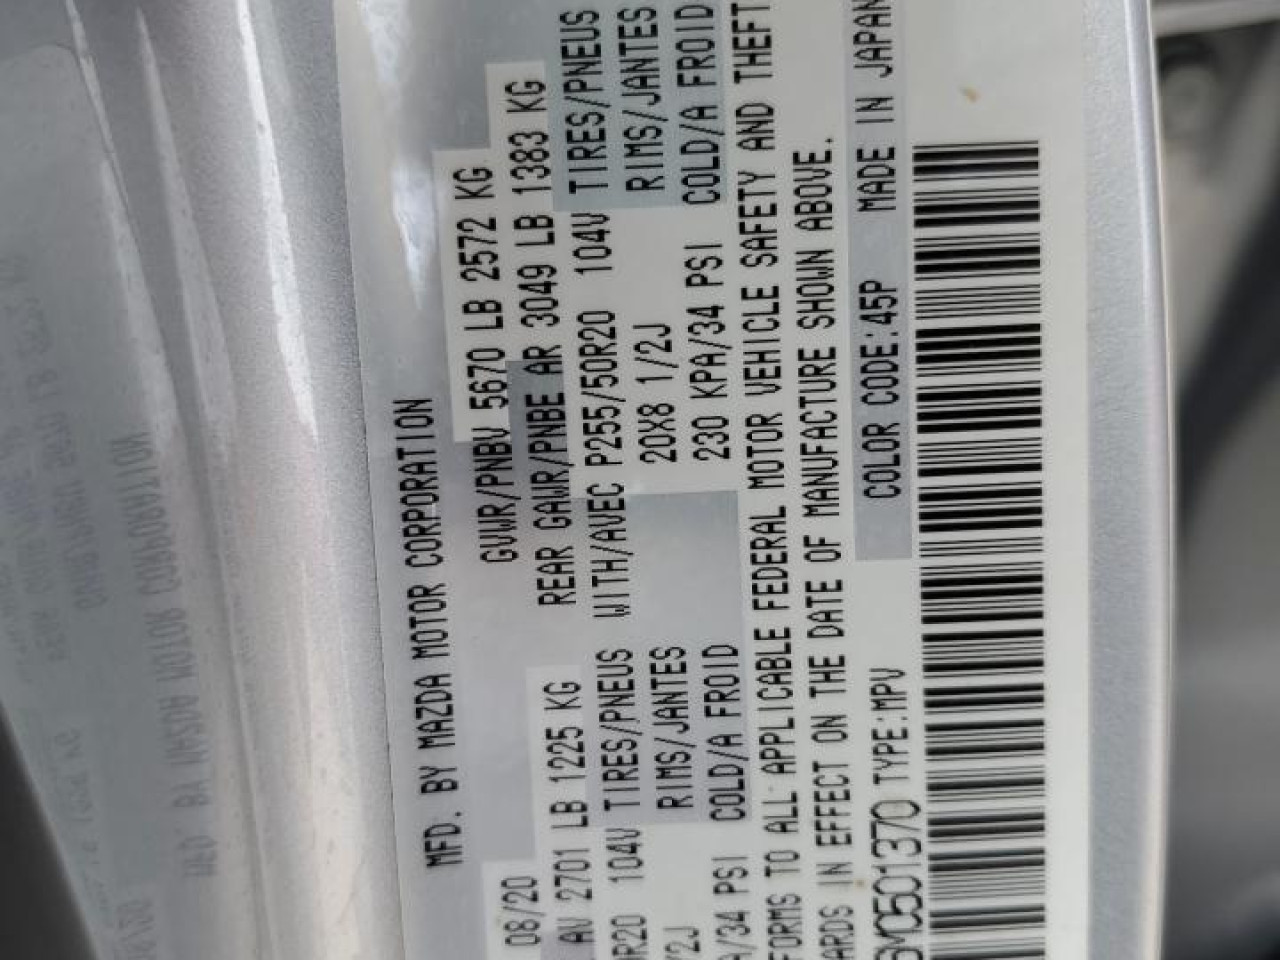 MFD. BY MAZDA MOTOR CORPORATION
08/20 GVWR/PNBV 5670 LB 2572 KG
AV 2701 LB 1225 KG REAR GAWR/PNBE AR 3049 LB 1383 KG
0R20 104V TIRES/PNEUS WITH/AVEC P255/50R20 104V TIRES/PNEUS
/2J RIMS/JANTES 20X8 1/2J RIMS/JANTES
A/34 PSI COLD/A FROID 230 KPA/34 PSI COLD/A FROID
FORMS TO ALL APPLICABLE FEDERAL MOTOR VEHICLE SAFETY AND THEFT
ARDS IN EFFECT ON THE DATE OF MANUFACTURE SHOWN ABOVE.
MC501370 TYPE:MPV COLOR CODE:45P MADE IN JAPAN